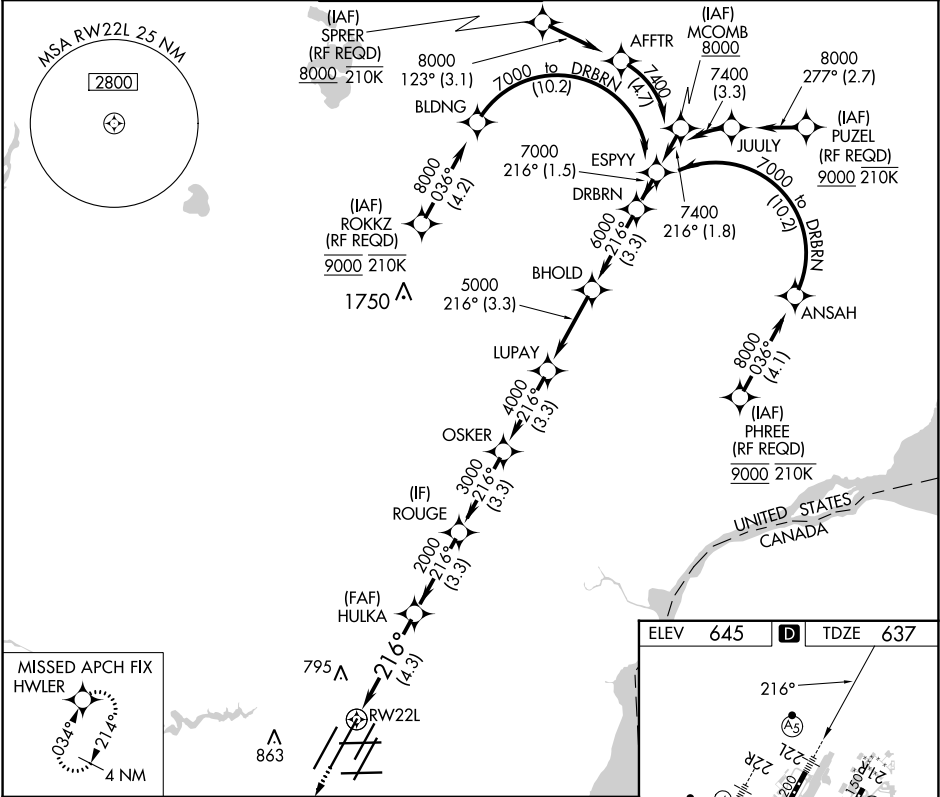 MSA RW22L 25 NM
2800
(IAF)
SPRER
(RF REQD)
8000 210K
8000
123° (3.1)
AFFTR
7400
(4.7)
(IAF)
MCOMB
8000
7400
(3.3)
8000
277° (2.7)
(IAF)
PUZEL
(RF REQD)
9000 210K
JUULY
BLDNG
7000 to DRBRN
(10.2)
8000
036°
(4.2)
(IAF)
ROKKZ
(RF REQD)
9000 210K
1750
ESPYY
7000
216° (1.5)
DRBRN
7400
216° (1.8)
7000 to DRBRN
(10.2)
ANSAH
8000
036°
(4.1)
(IAF)
PHREE
(RF REQD)
9000 210K
6000
216°
(3.3)
BHOLD
5000
216° (3.3)
LUPAY
4000
216°
(3.3)
OSKER
3000
216°
(3.3)
(IF)
ROUGE
2000
216°
(3.3)
(FAF)
HULKA
216°
(4.3)
795
RW22L
863
UNITED STATES
CANADA
MISSED APCH FIX
HWLER
034°
214°
4 NM
ELEV 645 D TDZE 637
216°
A5
22R
22L
21R
200
150